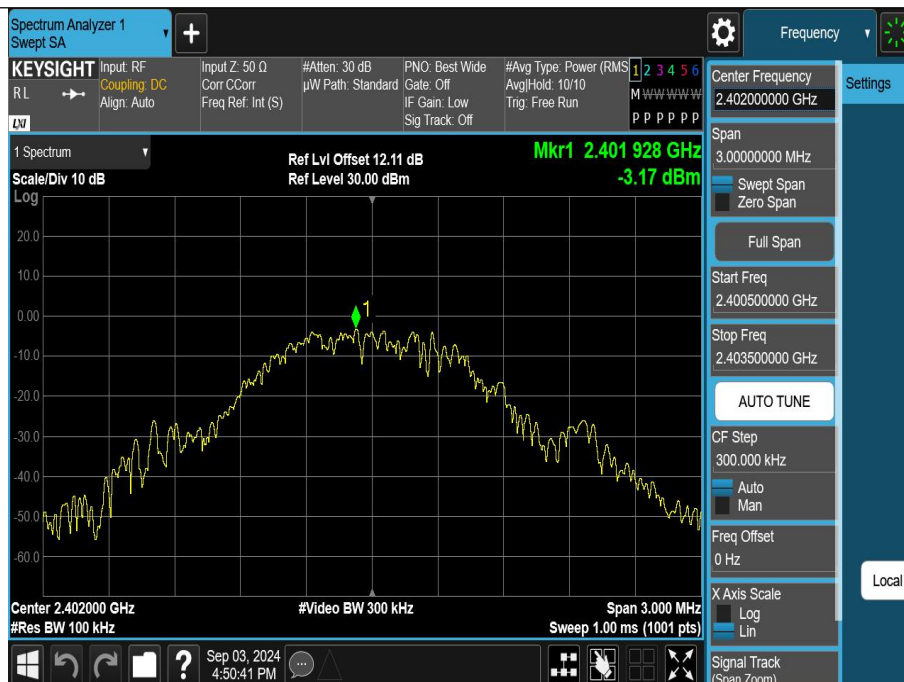 Spectrum Analyzer 1
Swept SA
+
Frequency
KEYSIGHT
R L
LXI
Input: RF
Coupling: DC
Align: Auto
Input Z: 50 Ω
Corr CCorr
Freq Ref: Int (S)
#Atten: 30 dB
µW Path: Standard
PNO: Best Wide
Gate: Off
IF Gain: Low
Sig Track: Off
#Avg Type: Power (RMS
Avg|Hold: 10/10
Trig: Free Run
1 2 3 4 5 6
M W W W W W
P P P P P P
1 Spectrum
Scale/Div 10 dB
Log
Ref Lvl Offset 12.11 dB
Ref Level 30.00 dBm
Mkr1 2.401 928 GHz
-3.17 dBm
20.0
10.0
0.00
-10.0
-20.0
-30.0
-40.0
-50.0
-60.0
1
Center 2.402000 GHz
#Res BW 100 kHz
#Video BW 300 kHz
Span 3.000 MHz
Sweep 1.00 ms (1001 pts)
Sep 03, 2024
4:50:41 PM
?
Center Frequency
2.402000000 GHz
Span
3.00000000 MHz
Swept Span
Zero Span
Full Span
Start Freq
2.400500000 GHz
Stop Freq
2.403500000 GHz
AUTO TUNE
CF Step
300.000 kHz
Auto
Man
Freq Offset
0 Hz
X Axis Scale
Log
Lin
Signal Track
(Span Zoom)
Settings
Local